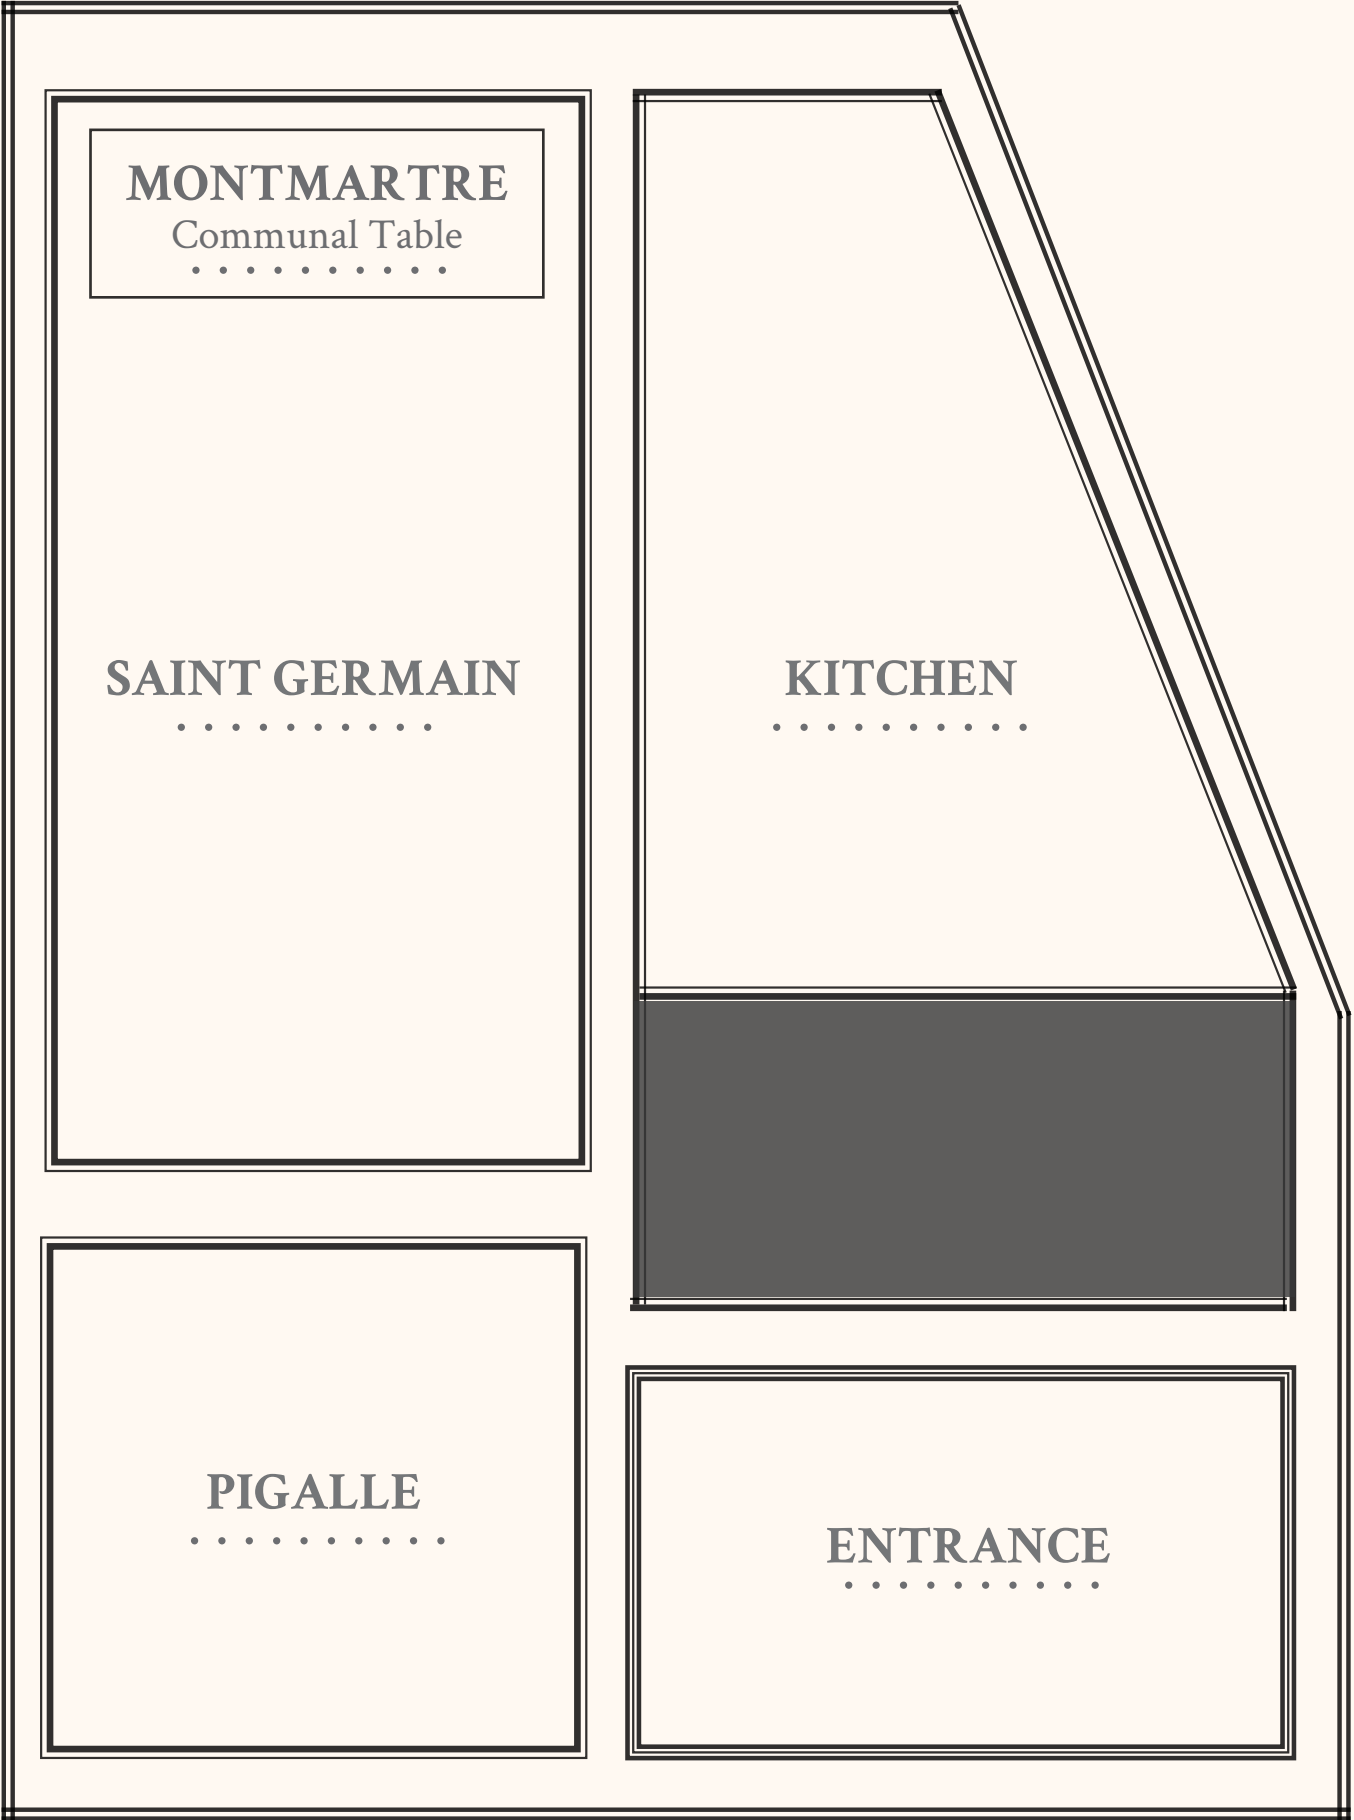 MONTMARTRE
Communal Table
SAINT GERMAIN
KITCHEN
PIGALLE
ENTRANCE